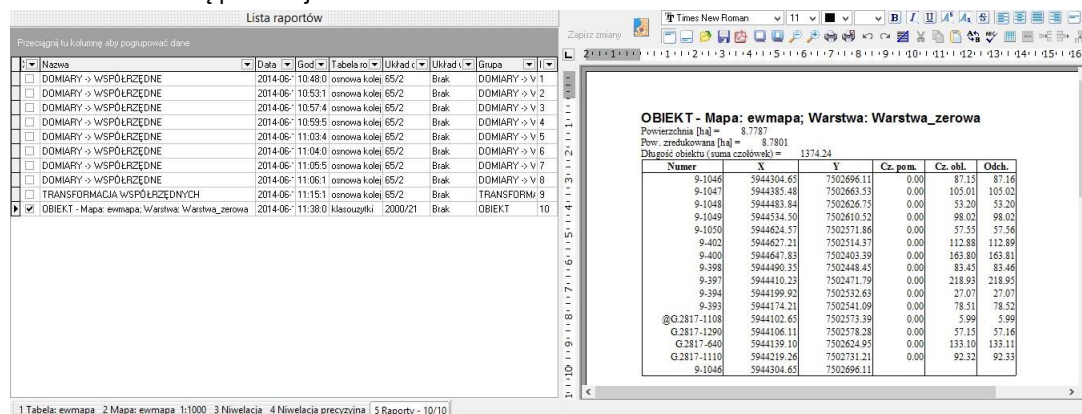 Lista raportów
Przeciągnij tu kolumnę aby pogrupować dane
Nazwa Data Godz Tabela ro Układ Układ Grupa
DOMIARY -> WSPÓŁRZĘDNE 2014-06- 10:48:0 osnowa kolej 65/2 Brak DOMIARY -> 1
DOMIARY -> WSPÓŁRZĘDNE 2014-06- 10:53:1 osnowa kolej 65/2 Brak DOMIARY -> 2
DOMIARY -> WSPÓŁRZĘDNE 2014-06- 10:57:4 osnowa kolej 65/2 Brak DOMIARY -> 3
DOMIARY -> WSPÓŁRZĘDNE 2014-06- 10:59:5 osnowa kolej 65/2 Brak DOMIARY -> 4
DOMIARY -> WSPÓŁRZĘDNE 2014-06- 11:03:4 osnowa kolej 65/2 Brak DOMIARY -> 5
DOMIARY -> WSPÓŁRZĘDNE 2014-06- 11:04:0 osnowa kolej 65/2 Brak DOMIARY -> 6
DOMIARY -> WSPÓŁRZĘDNE 2014-06- 11:05:5 osnowa kolej 65/2 Brak DOMIARY -> 7
DOMIARY -> WSPÓŁRZĘDNE 2014-06- 11:06:1 osnowa kolej 65/2 Brak DOMIARY -> 8
TRANSFORMACJA WSPÓŁRZĘDNYCH 2014-06- 11:15:1 osnowa kolej 65/2 Brak TRANSFORM 9
OBIEKT - Mapa: ewmapa; Warstwa: Warstwa_zerowa 2014-06- 11:38:0 klasouzytki 2000/21 Brak OBIEKT 10
1 Tabela: ewmapa 2 Mapa: ewmapa 1:1000 3 Niwelacja 4 Niwelacja precyzyjna 5 Raporty - 10/10
Zapisz zmiany Times New Roman 11 B I U
2 1 1 2 3 4 5 6 7 8 9 10 11 12 13 14 15 16
OBIEKT - Mapa: ewmapa; Warstwa: Warstwa_zerowa
Powierzchnia [ha] = 8.7787
Pow. zredukowana [ha] = 8.7801
Długość obiektu (suma czołówek) = 1374.24
Numer X Y Cz. pom. Cz. obl. Odch.
9-1046 5944304.65 7502696.11 0.00 87.15 87.16
9-1047 5944385.48 7502663.53 0.00 105.01 105.02
9-1048 5944483.84 7502626.75 0.00 53.20 53.20
9-1049 5944534.50 7502610.52 0.00 98.02 98.02
9-1050 5944624.57 7502571.86 0.00 57.55 57.56
9-402 5944627.21 7502514.37 0.00 112.88 112.89
9-400 5944647.83 7502403.39 0.00 163.80 163.81
9-398 5944490.35 7502448.45 0.00 83.45 83.46
9-397 5944410.23 7502471.79 0.00 218.93 218.95
9-394 5944199.92 7502532.63 0.00 27.07 27.07
9-393 5944174.21 7502541.09 0.00 78.51 78.52
@G.2817-1108 5944102.65 7502573.39 0.00 5.99 5.99
G.2817-1290 5944106.11 7502578.28 0.00 57.15 57.16
G.2817-640 5944139.10 7502624.95 0.00 133.10 133.11
G.2817-1110 5944219.26 7502731.21 0.00 92.32 92.33
9-1046 5944304.65 7502696.11